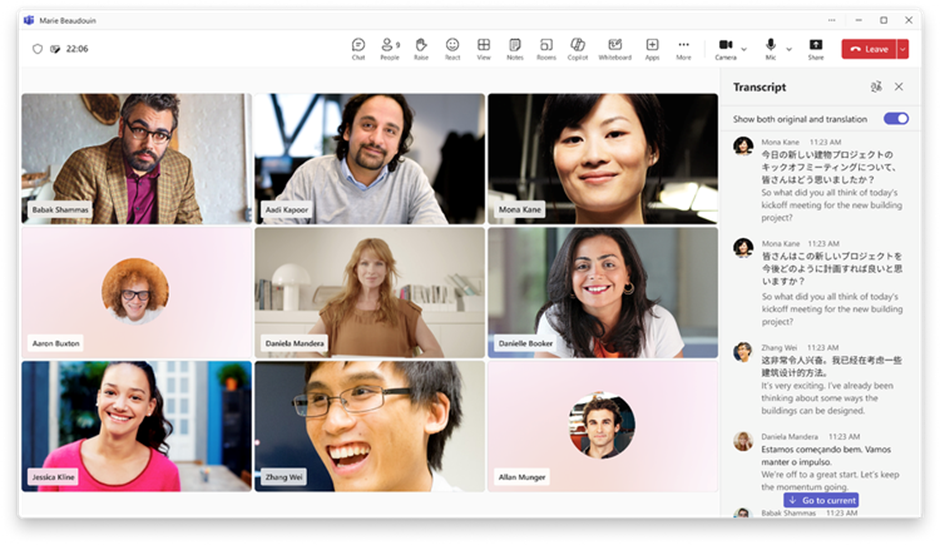 Marie Beaudouin
22:06
Chat
People 9
Raise
React
View
Notes
Rooms
Copilot
Whiteboard
Apps
More
Camera
Mic
Share
Leave
Babak Shammas
Aadi Kapoor
Mona Kane
Aaron Buxton
Daniela Mandera
Danielle Booker
Jessica Kline
Zhang Wei
Allan Munger
Transcript
Show both original and translation
Mona Kane 11:23 AM
今日の新しい建物プロジェクトの
キックオフミーティングについて、
皆さんはどう思いましたか？
So what did you all think of today's
kickoff meeting for the new building
project?
Mona Kane 11:23 AM
皆さんはこの新しいプロジェクトを
今後どのように計画すれば良いと思
いますか？
So what did you all think of today's
kickoff meeting for the new building
project?
Zhang Wei 11:23 AM
这非常令人兴奋。我已经在考虑一些
建筑设计的方法。
It's very exciting. I've already been
thinking about some ways the
buildings can be designed.
Daniela Mandera 11:23 AM
Estamos começando bem. Vamos
manter o impulso.
We're off to a great start. Let's keep
the momentum going.
Go to current
Babak Shammas 11:23 AM